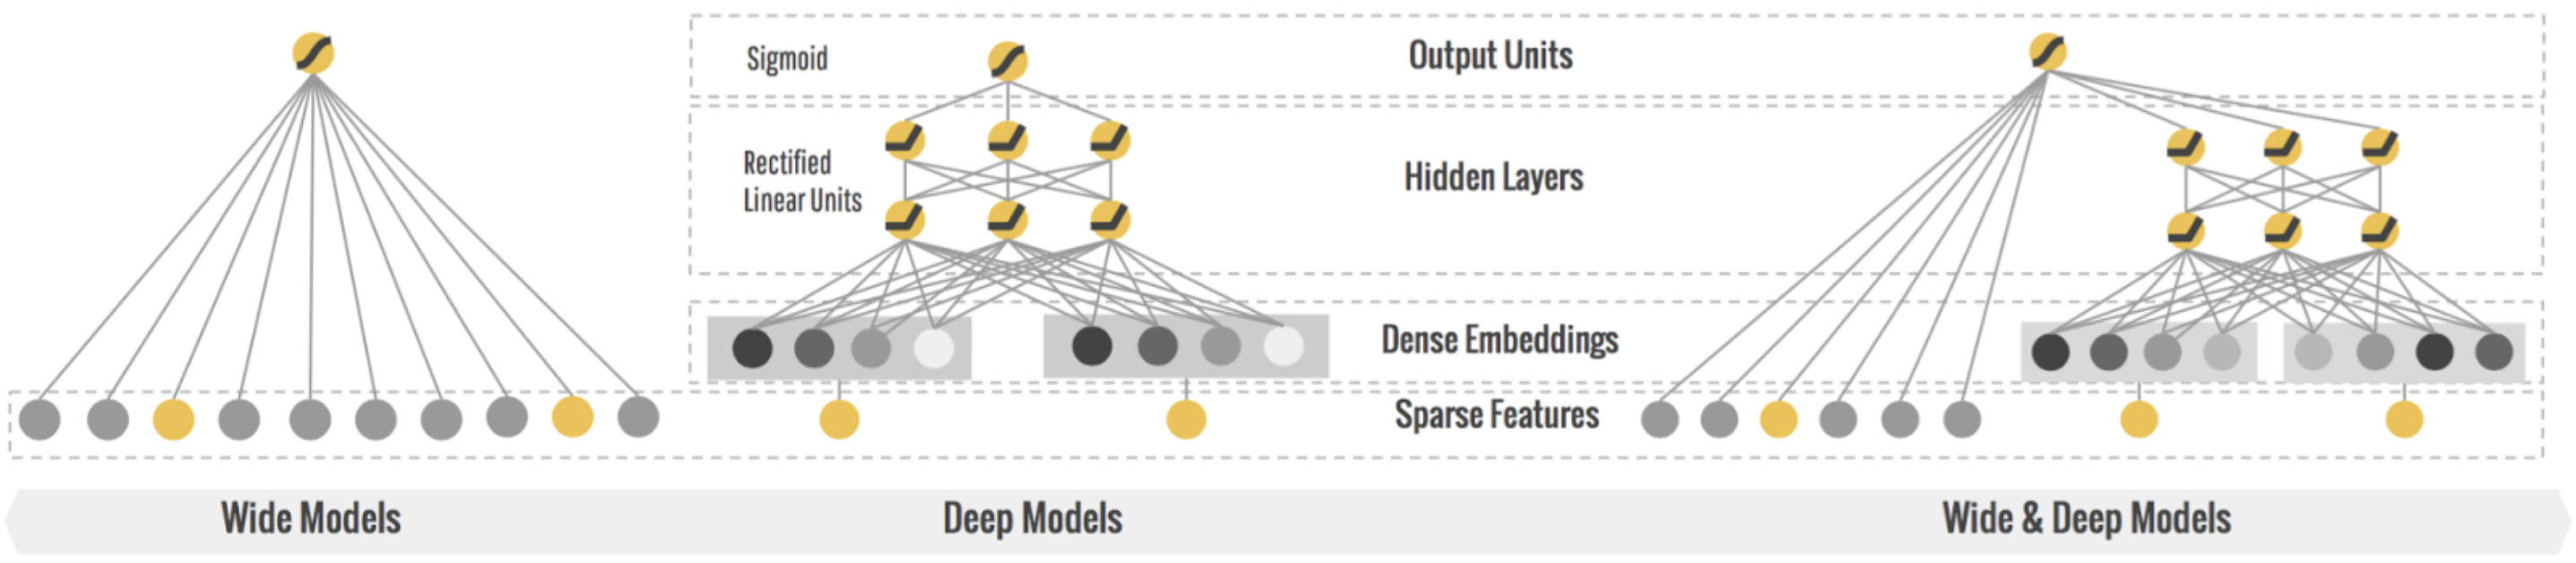 Sigmoid
Output Units
Rectified
Linear Units
Hidden Layers
Dense Embeddings
Sparse Features
Wide Models
Deep Models
Wide & Deep Models